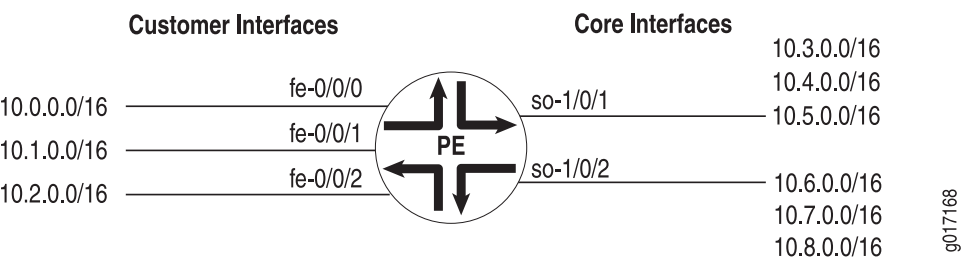 Customer Interfaces
Core Interfaces
10.0.0.0/16
10.1.0.0/16
10.2.0.0/16
fe-0/0/0
fe-0/0/1
fe-0/0/2
PE
so-1/0/1
so-1/0/2
10.3.0.0/16
10.4.0.0/16
10.5.0.0/16
10.6.0.0/16
10.7.0.0/16
10.8.0.0/16
g017168